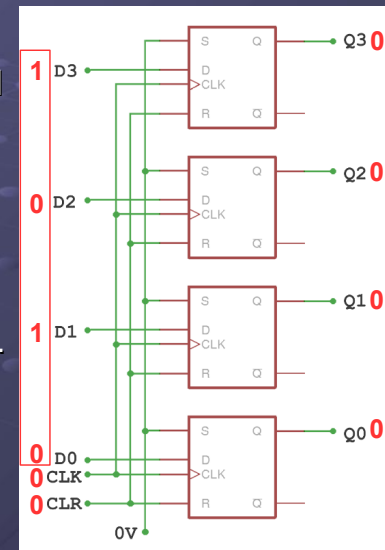 S Q Q3 0
1 D3 D
CLK
R Q
S Q Q2 0
0 D2 D
CLK
R Q
S Q Q1 0
1 D1 D
CLK
R Q
S Q Q0 0
0 D0 D
0 CLK CLK
0 CLR R Q
0V